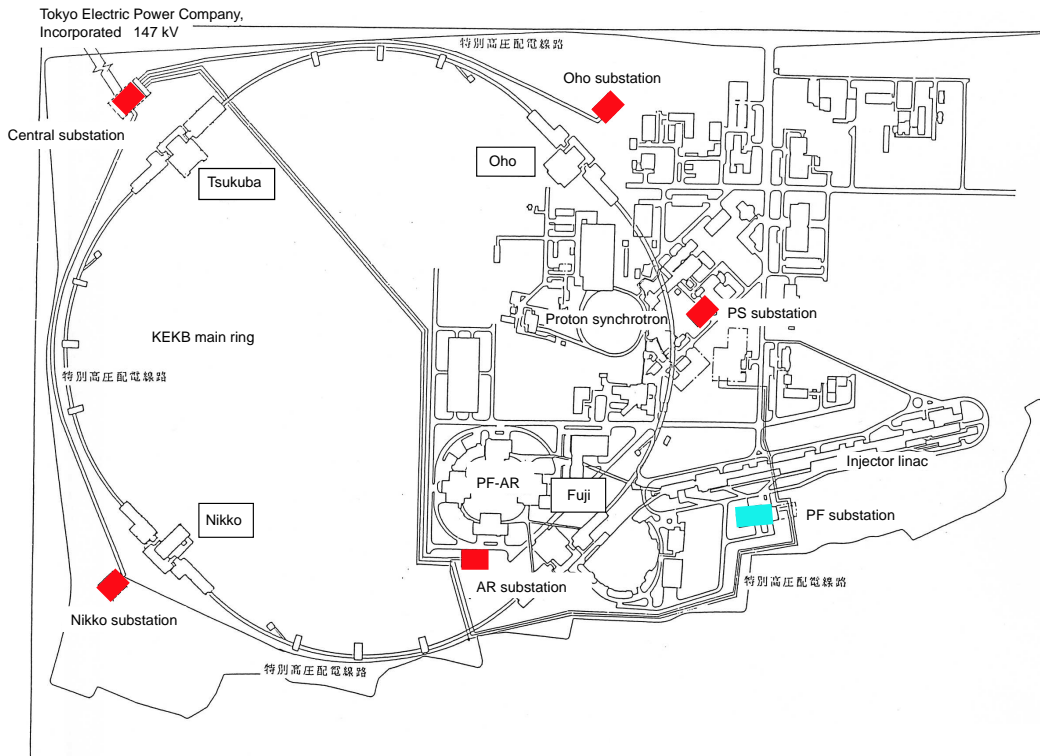 Tokyo Electric Power Company,
Incorporated   147 kV
特別高圧配電線路
Oho substation
Central substation
Oho
Tsukuba
Proton synchrotron
PS substation
KEKB main ring
特別高圧配電線路
Injector linac
PF-AR
Fuji
PF substation
Nikko
AR substation
特別高圧配電線路
Nikko substation
特別高圧配電線路